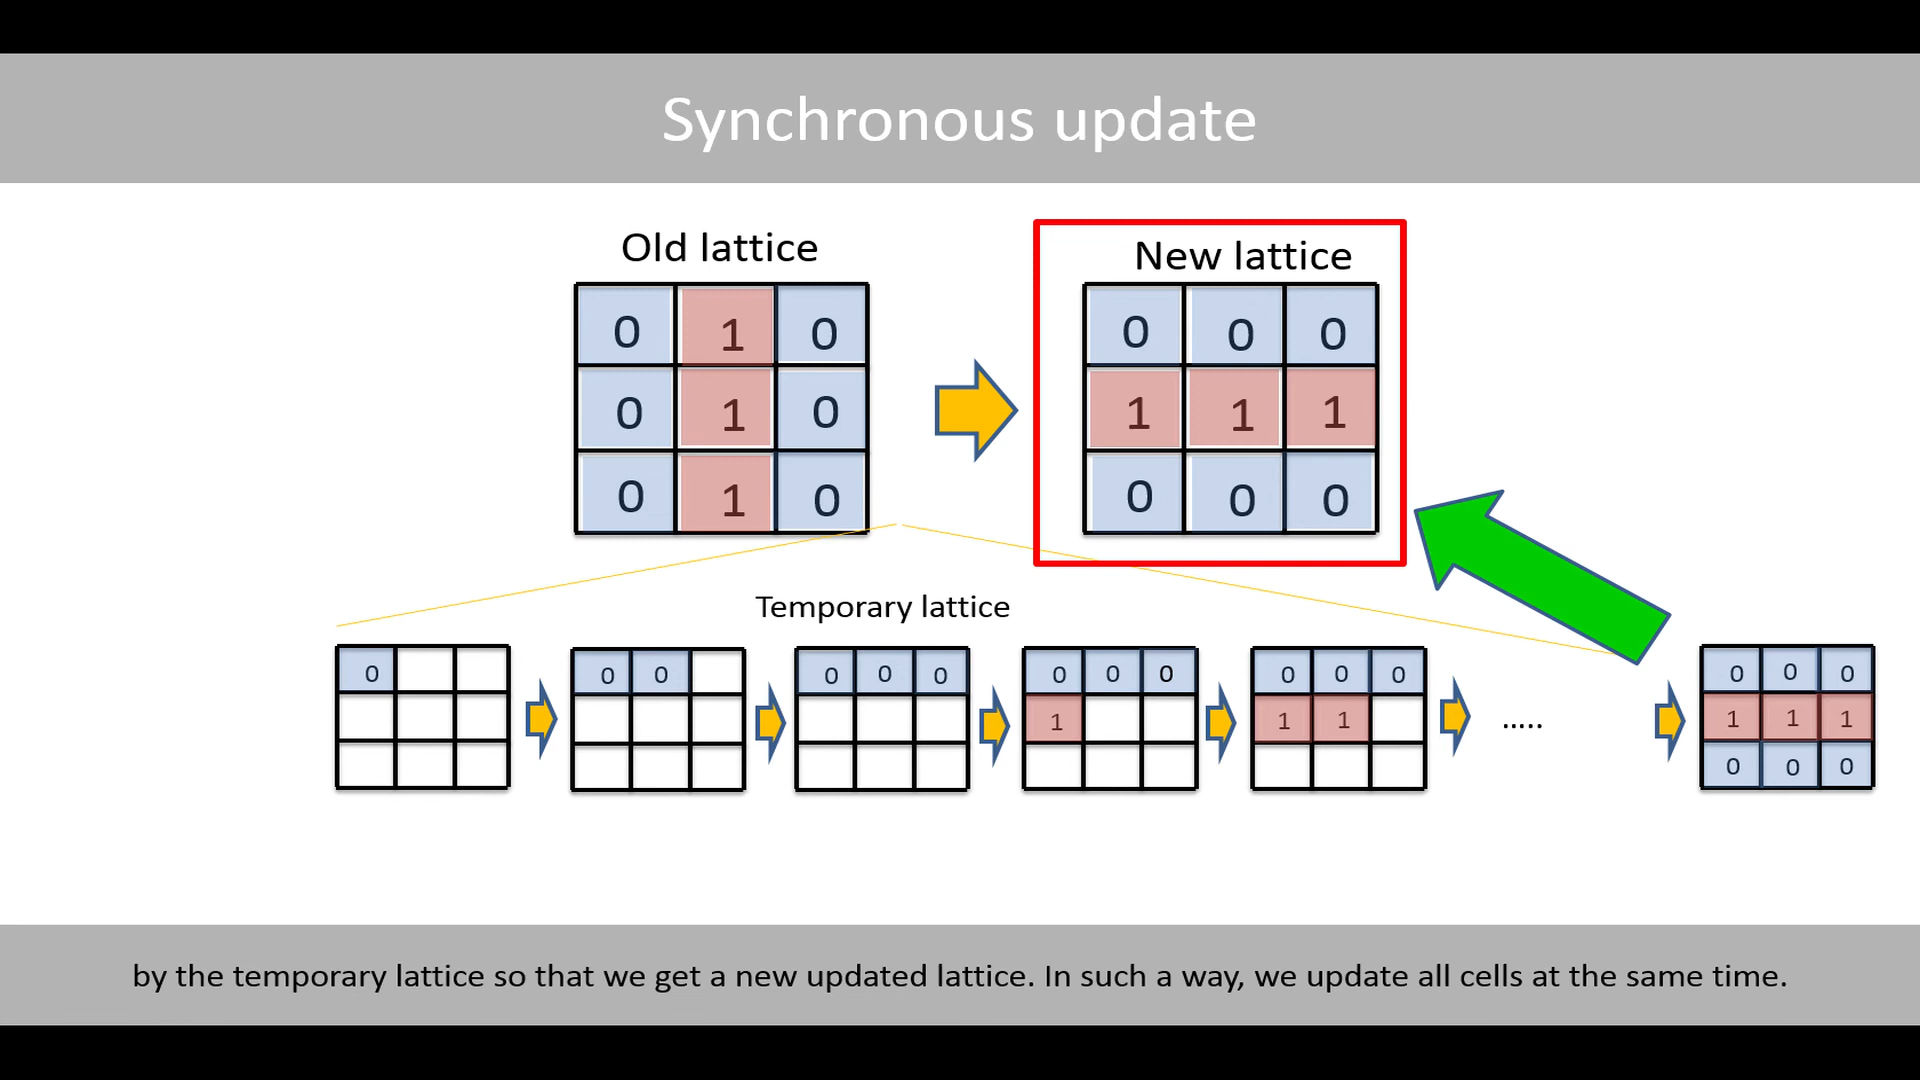 Synchronous update
Old lattice
New lattice
0 1 0
0 1 0
0 1 0
0 0 0
1 1 1
0 0 0
Temporary lattice
0
0 0
0 0 0
0 0 0
1
0 0 0
1 1
.....
0 0 0
1 1 1
0 0 0
by the temporary lattice so that we get a new updated lattice. In such a way, we update all cells at the same time.